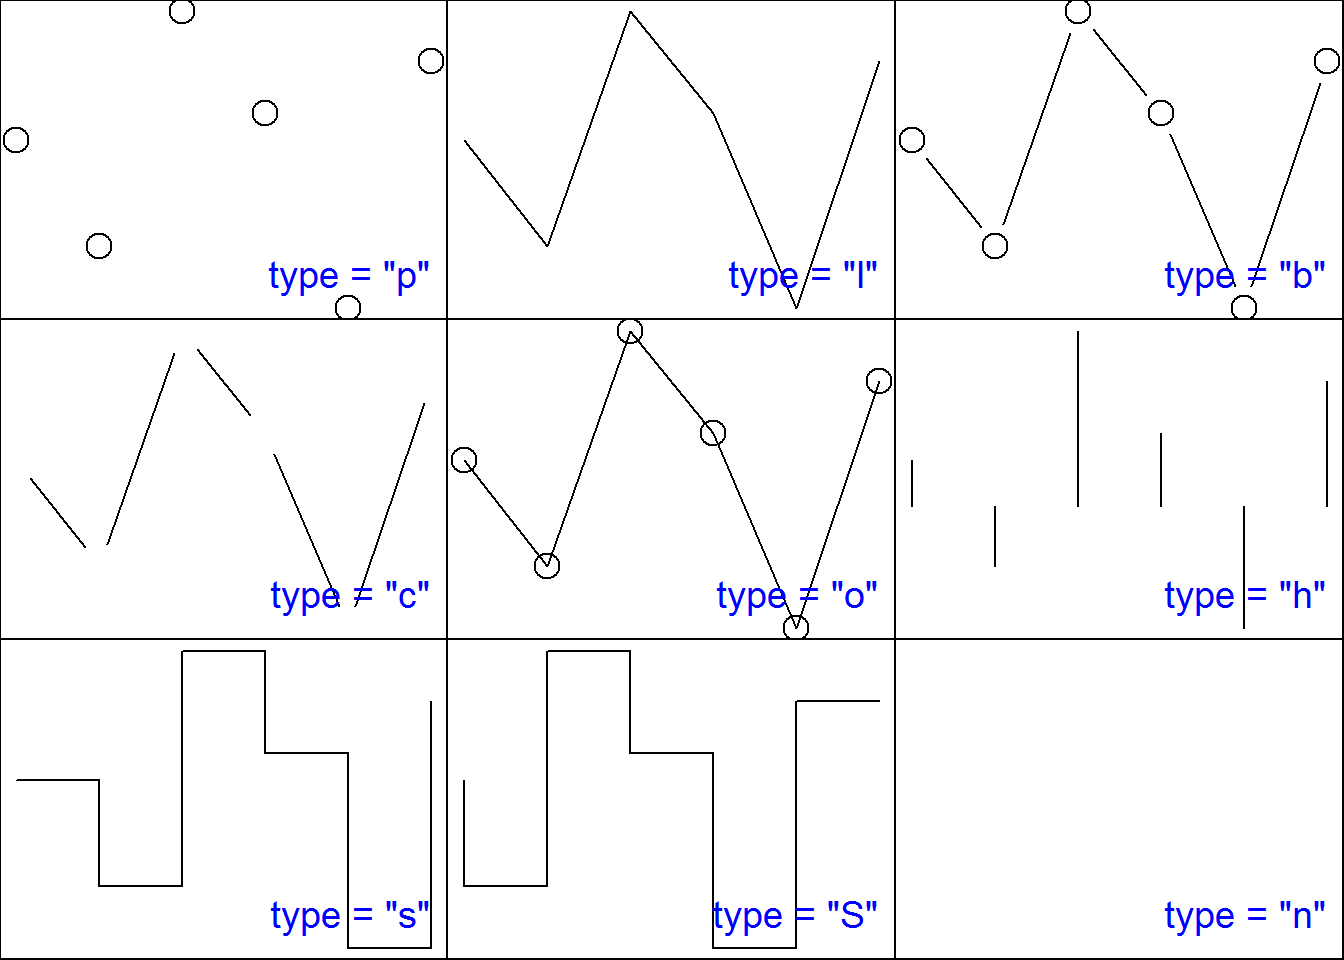 type = "p"
type = "l"
type = "b"
type = "c"
type = "o"
type = "h"
type = "s"
type = "S"
type = "n"